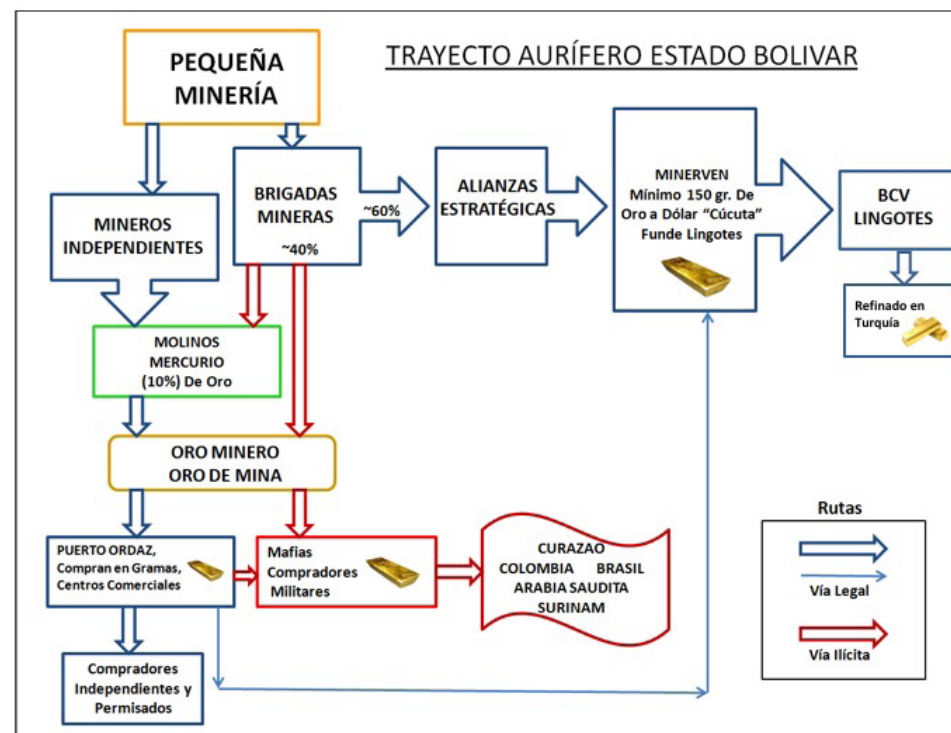 TRAYECTO AURÍFERO ESTADO BOLIVAR
PEQUEÑA
MINERÍA
MINEROS
INDEPENDIENTES
BRIGADAS
MINERAS
~60%
~40%
ALIANZAS
ESTRATÉGICAS
MINERVEN
Mínimo 150 gr. De
Oro a Dólar “Cúcuta”
Funde Lingotes
BCV
LINGOTES
Refinado en
Turquía
MOLINOS
MERCURIO
(10%) De Oro
ORO MINERO
ORO DE MINA
PUERTO ORDAZ,
Compran en Gramas,
Centros Comerciales
Mafias
Compradores
Militares
CURAZAO
COLOMBIA BRASIL
ARABIA SAUDITA
SURINAM
Compradores
Independientes y
Permisados
Rutas
Vía Legal
Vía Ilícita